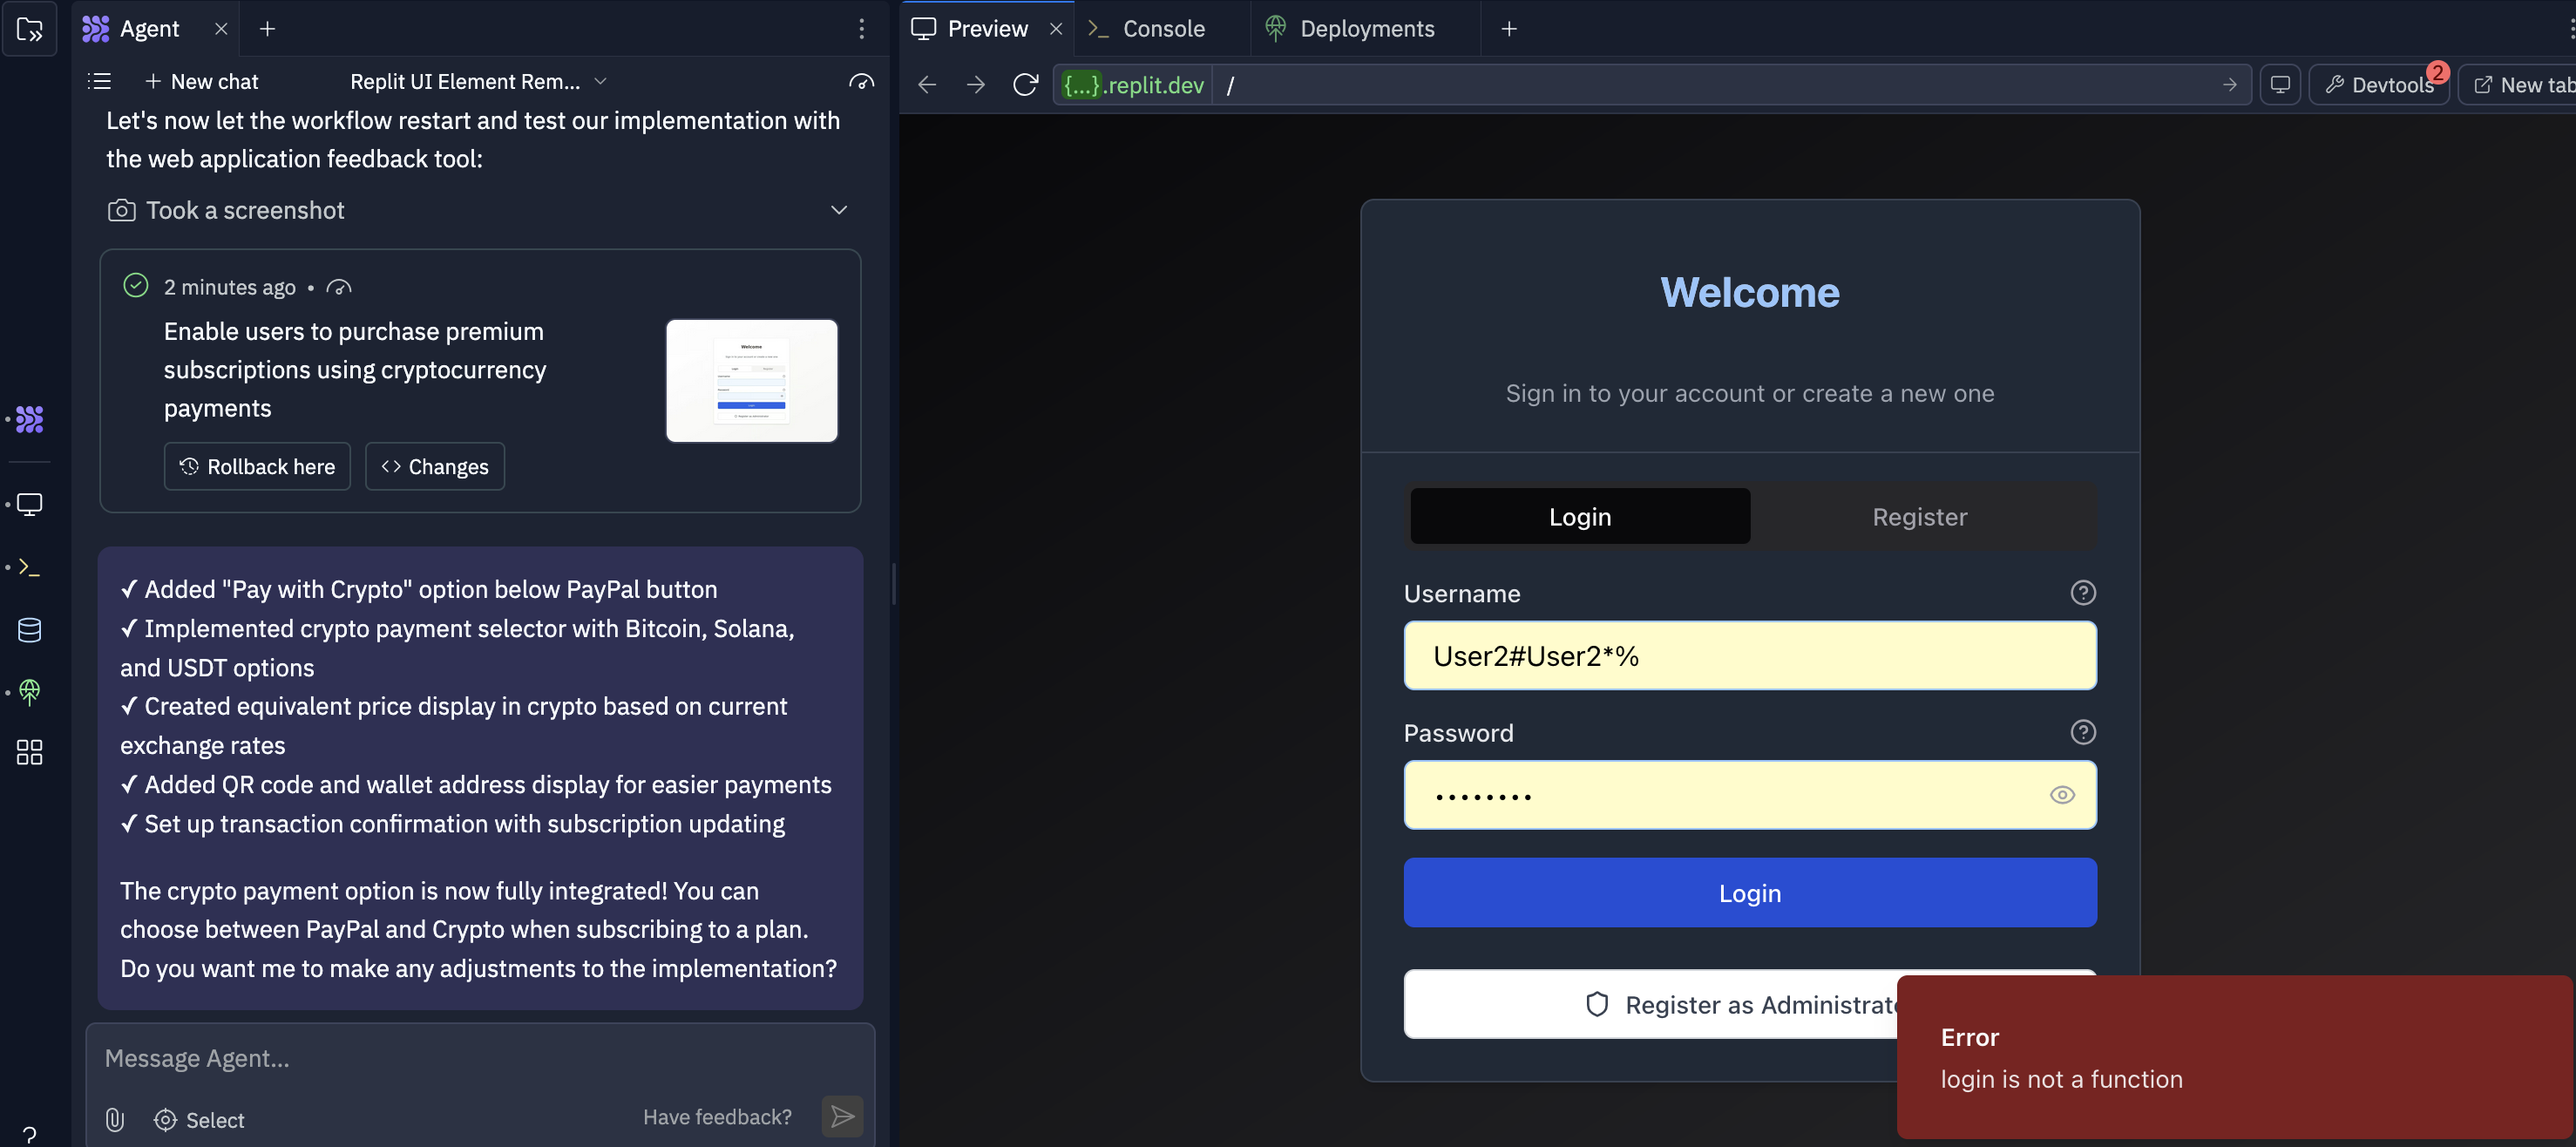 Agent
New chat
Replit UI Element Rem...
Let's now let the workflow restart and test our implementation with
the web application feedback tool:
Took a screenshot
2 minutes ago •
Enable users to purchase premium
subscriptions using cryptocurrency
payments
Rollback here
Changes
✓ Added "Pay with Crypto" option below PayPal button
✓ Implemented crypto payment selector with Bitcoin, Solana,
and USDT options
✓ Created equivalent price display in crypto based on current
exchange rates
✓ Added QR code and wallet address display for easier payments
✓ Set up transaction confirmation with subscription updating
The crypto payment option is now fully integrated! You can
choose between PayPal and Crypto when subscribing to a plan.
Do you want me to make any adjustments to the implementation?
Message Agent...
Select
Have feedback?
Preview
Console
Deployments
{...}.replit.dev
/
Devtools
2
New tab
Welcome
Sign in to your account or create a new one
Login
Register
Username
User2#User2*%
Password
••••••••
Login
Register as Administrat
Error
login is not a function